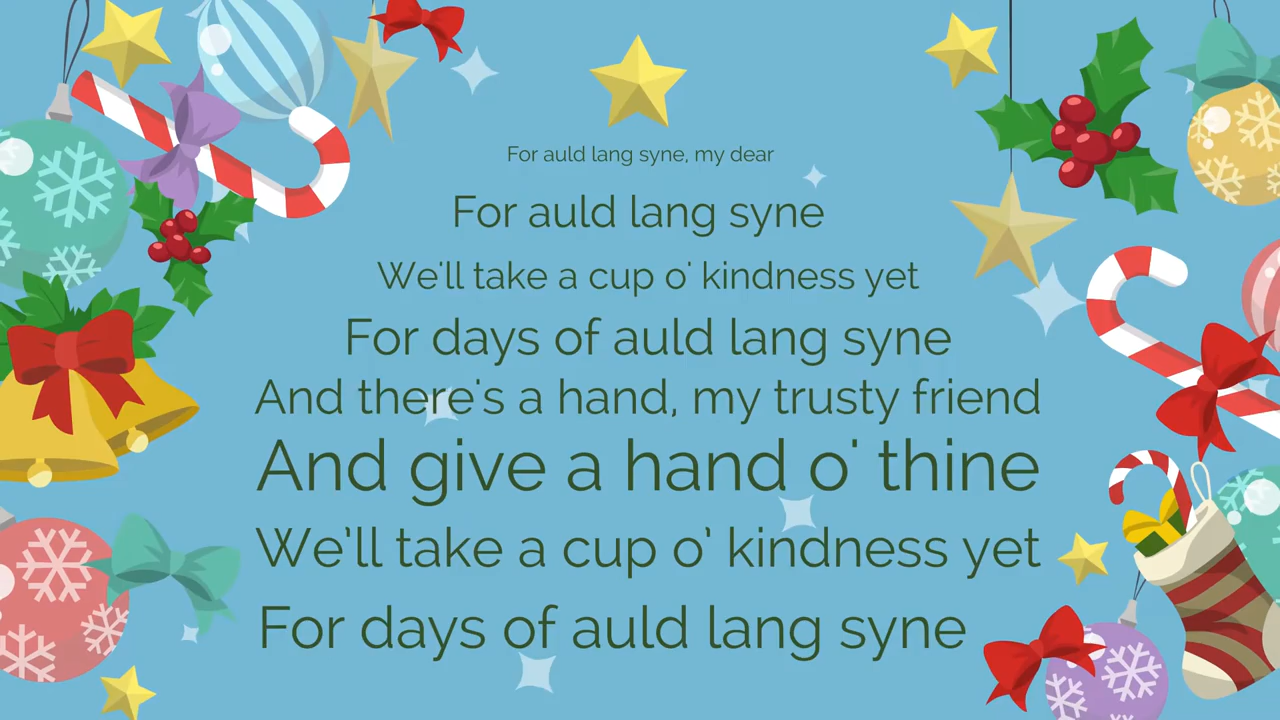 For auld lang syne, my dear
For auld lang syne
We'll take a cup o' kindness yet
For days of auld lang syne
And there's a hand, my trusty friend
And give a hand o' thine
We’ll take a cup o’ kindness yet
For days of auld lang syne